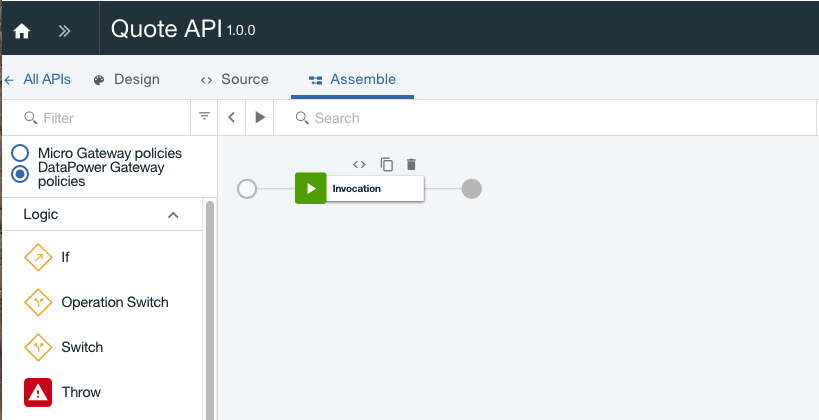 Quote API 1.0.0
All APIs Design Source Assemble
Filter Search
Micro Gateway policies
DataPower Gateway
policies
Invocation
Logic
If
Operation Switch
Switch
Throw